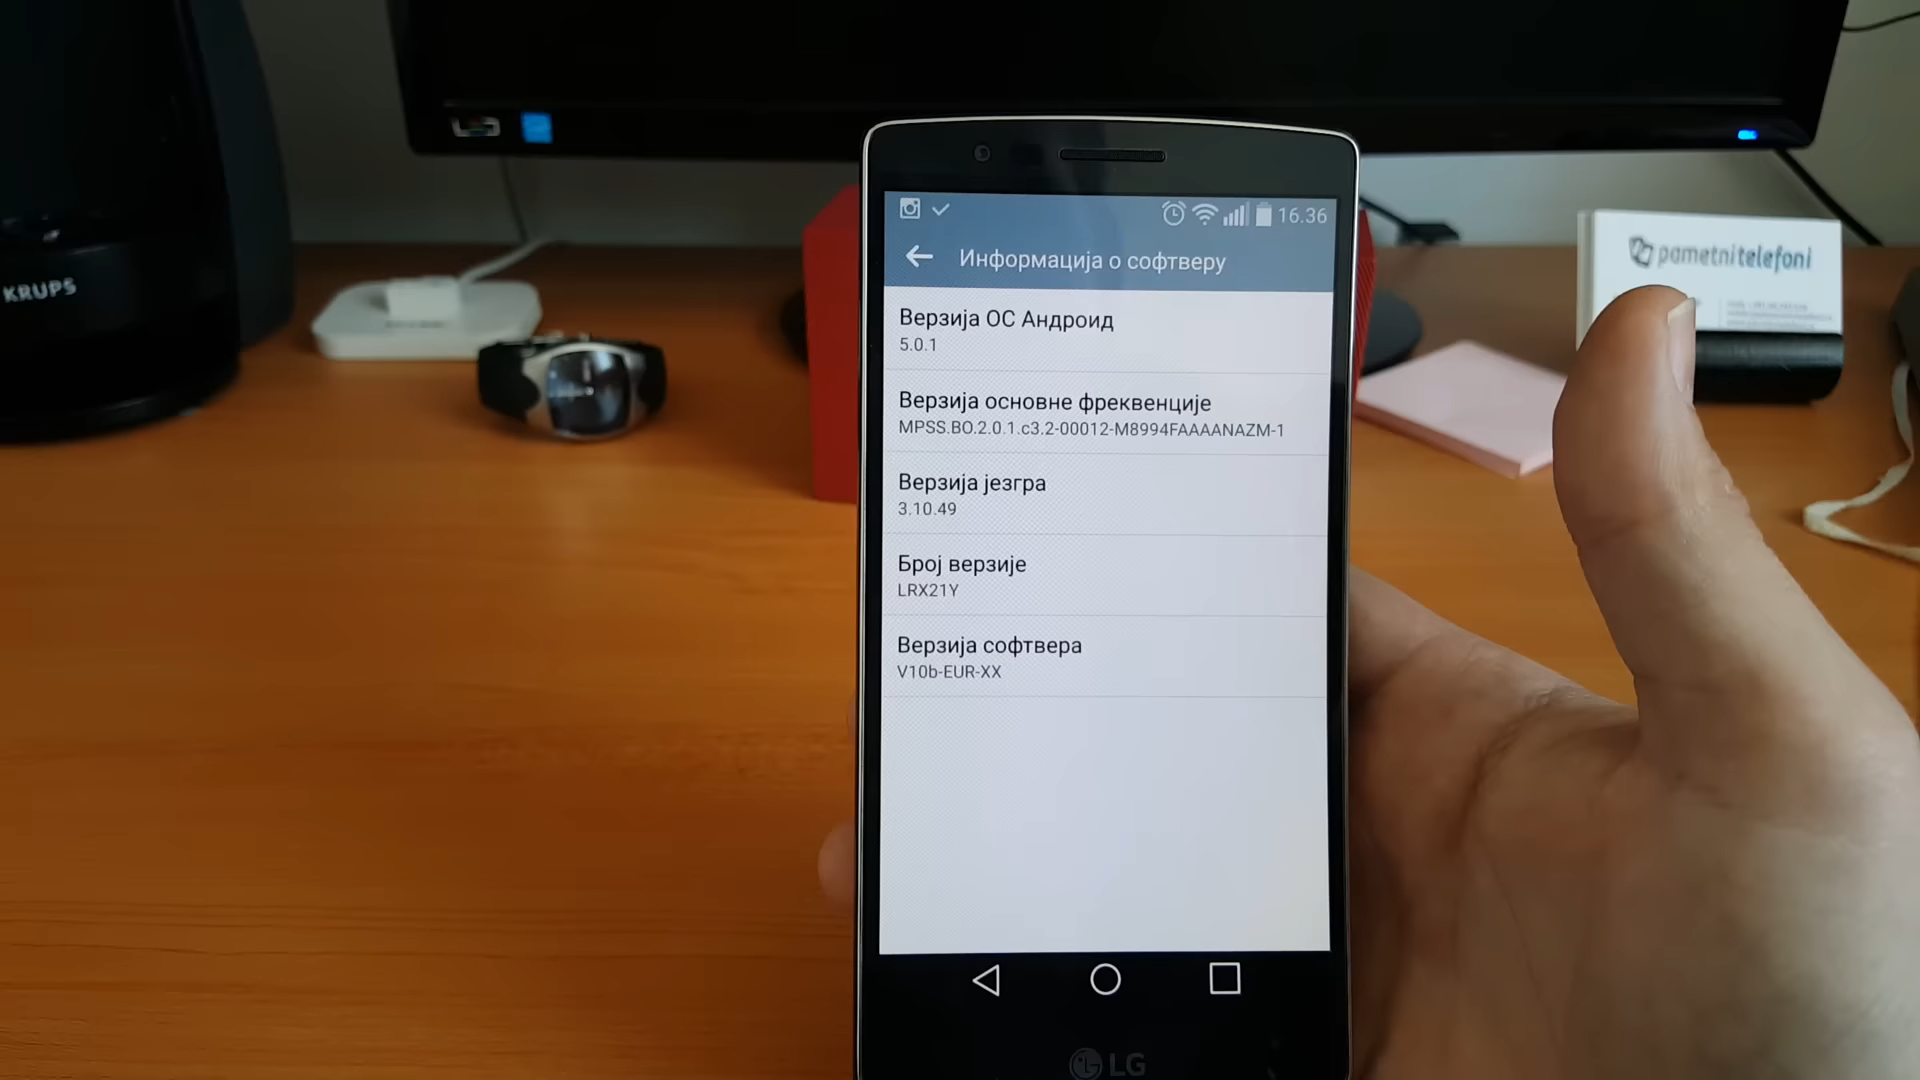 16.36
Информација о софтверу
Верзија ОС Андроид
5.0.1
Верзија основне фреквенције
MPSS.BO.2.0.1.c3.2-00012-M8994FAAAANAZM-1
Верзија језгра
3.10.49
Број верзије
LRX21Y
Верзија софтвера
V10b-EUR-XX
LG
KRUPS
pametnitelefoni